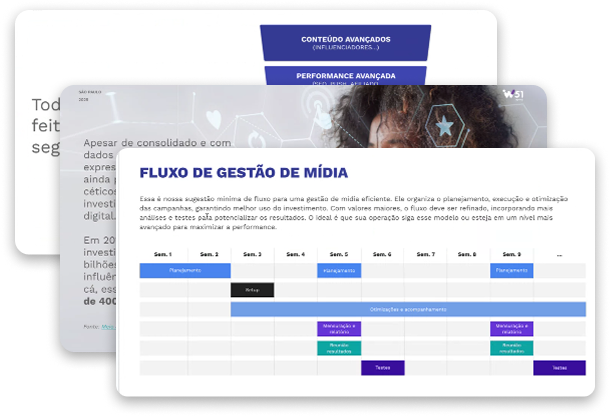 CONTEÚDO AVANÇADOS
(INFLUENCIADORES...)
PERFORMANCE AVANÇADA
Tod
feit
seg
SÃO PAULO
2023
W51
Apesar de consolidado e com
dados
expres
ainda p
céticos
investi
digital.
Em 20
investi
bilhões
influên
cá, ess
de 400
Fonte:
FLUXO DE GESTÃO DE MÍDIA
Essa é nossa sugestão mínima de fluxo para uma gestão de mídia eficiente. Ele organiza o planejamento, execução e otimização
das campanhas, garantindo melhor uso do investimento. Com valores maiores, o fluxo deve ser refinado, incorporando mais
análises e testes para potencializar os resultados. O ideal é que sua operação siga esse modelo ou esteja em um nível mais
avançado para maximizar a performance.
Sem. 1 Sem. 2 Sem. 3 Sem. 4 Sem. 5 Sem. 6 Sem. 7 Sem. 8 Sem. 9 ...
Planejamento Planejamento Planejamento
Setup
Otimizações e acompanhamento
Mensuração e Mensuração e
relatório relatório
Reunião Reunião
resultados resultados
Testes Testes